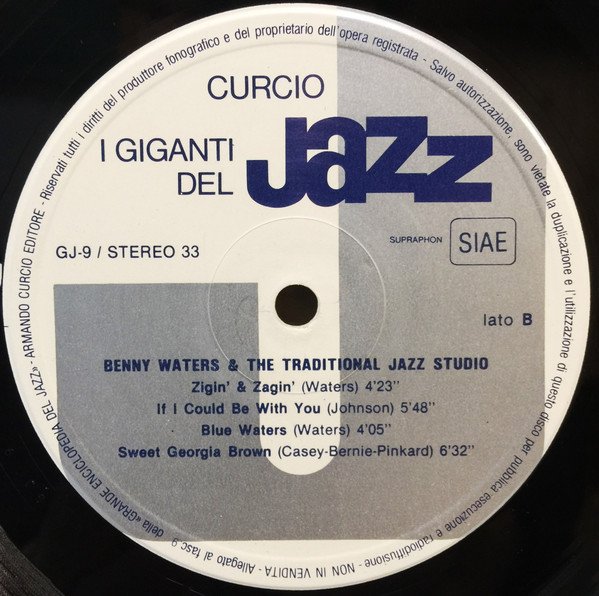 Riservati tutti i diritti del produttore fonografico e del proprietario dell'opera registrata - Salvo autorizzazione, sono vietate la duplicazione e l'utilizzazione di questo disco per pubblica esecuzione e radiodiffusione - NON IN VENDITA - Allegato al fasc. 9 della «GRANDE ENCICLOPEDIA DEL JAZZ» - ARMANDO CURCIO EDITORE -
CURCIO
I GIGANTI
DEL
Jazz
GJ-9 / STEREO 33
SUPRAPHON
SIAE
lato B
BENNY WATERS & THE TRADITIONAL JAZZ STUDIO
Zigin' & Zagin' (Waters) 4'23"
If I Could Be With You (Johnson) 5'48"
Blue Waters (Waters) 4'05"
Sweet Georgia Brown (Casey-Bernie-Pinkard) 6'32"